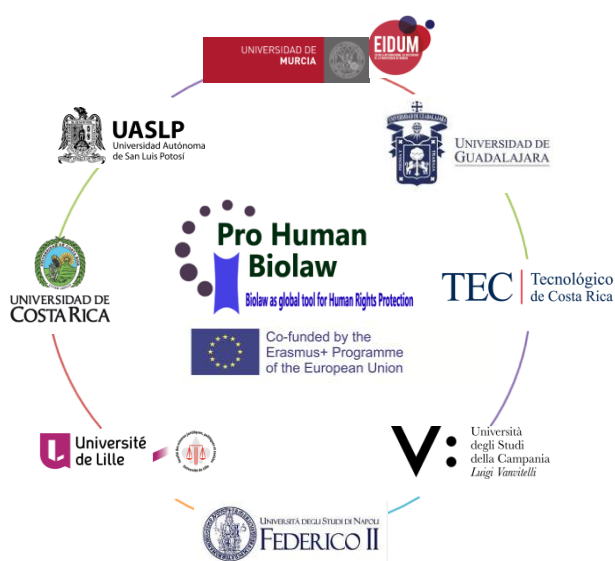 UNIVERSIDAD DE
MURCIA
EIDUM
UASLP
Universidad Autónoma
de San Luis Potosí
UNIVERSIDAD DE
GUADALAJARA
Pro Human
Biolaw
Biolaw as global tool for Human Rights Protection
UNIVERSIDAD DE
COSTA RICA
TEC
Tecnológico
de Costa Rica
Co-funded by the
Erasmus+ Programme
of the European Union
Université
de Lille
V:
Università
degli Studi
della Campania
Luigi Vanvitelli
UNIVERSITÀ DEGLI STUDI DI NAPOLI
FEDERICO II